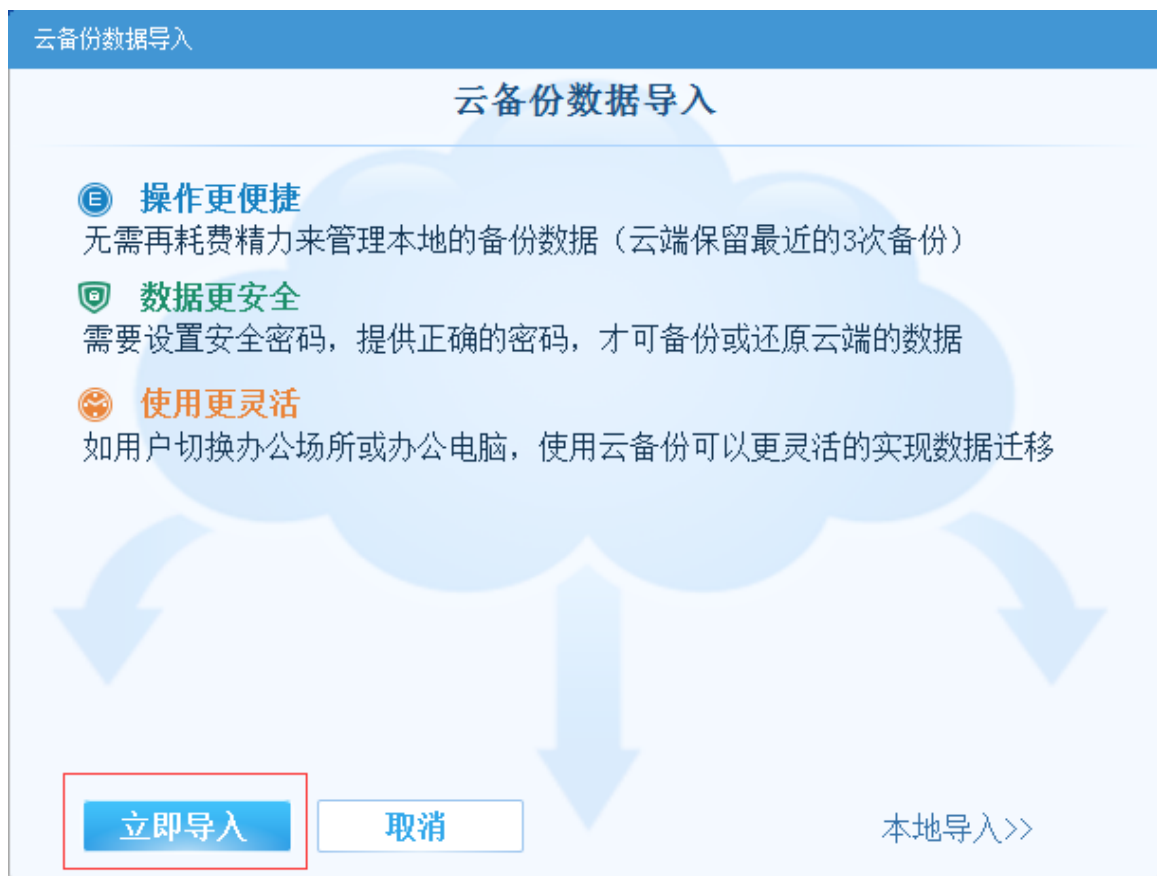 云备份数据导入
云备份数据导入
操作更便捷
无需再耗费精力来管理本地的备份数据（云端保留最近的3次备份）
数据更安全
需要设置安全密码，提供正确的密码，才可备份或还原云端的数据
使用更灵活
如用户切换办公场所或办公电脑，使用云备份可以更灵活的实现数据迁移
立即导入 取消 本地导入>>